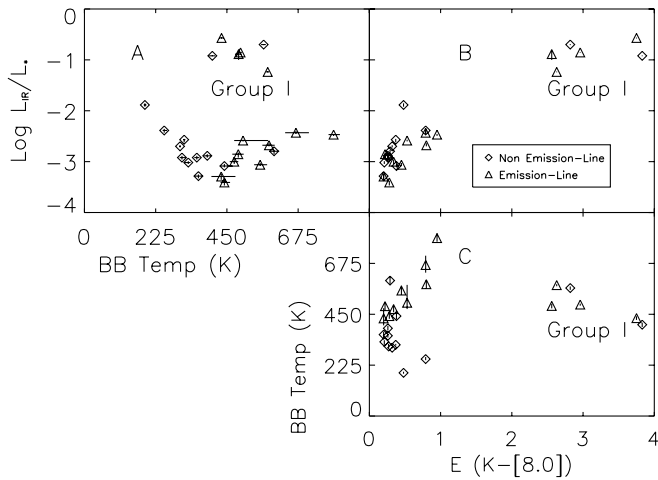 0
-1
-2
-3
-4
Log L_IR/L_*
A
Group I
0 225 450 675
BB Temp (K)
B
Group I
◇ Non Emission-Line
△ Emission-Line
C
Group I
675
450
225
0
BB Temp (K)
0 1 2 3 4
E (K-[8.0])